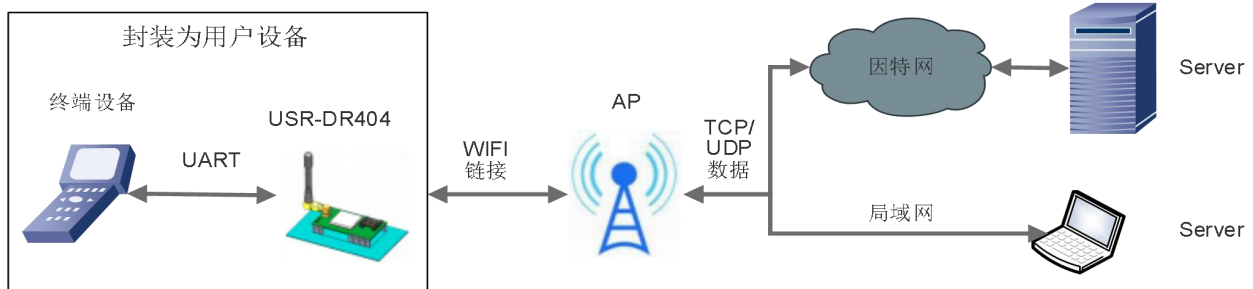 封装为用户设备
终端设备
USR-DR404
UART
WIFI
链接
AP
TCP/
UDP
数据
因特网
Server
局域网
Server